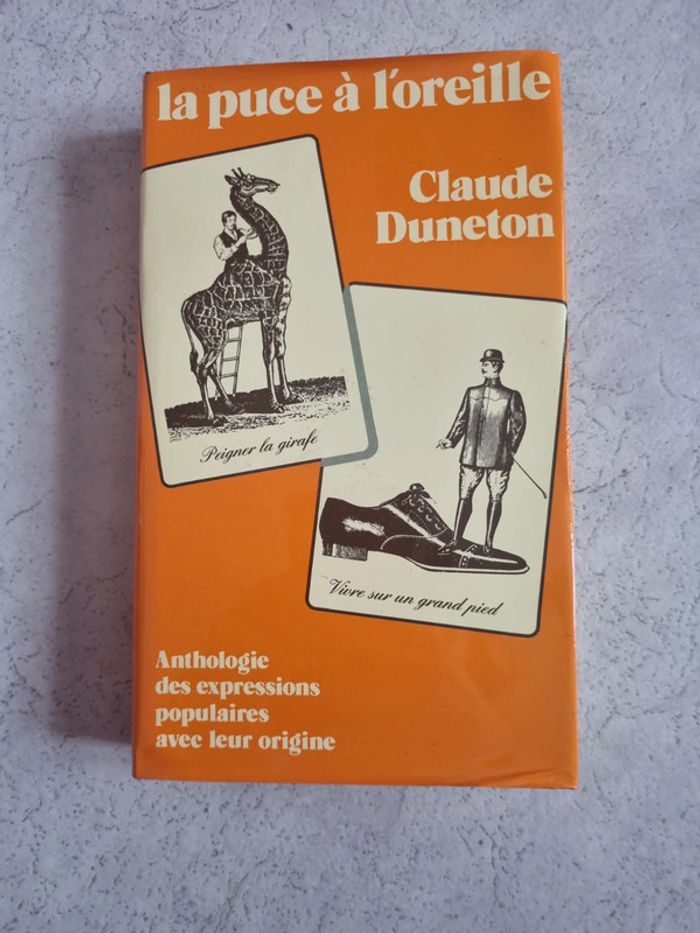 la puce à l'oreille
Claude
Duneton
Peigner la girafe
Vivre sur un grand pied
Anthologie
des expressions
populaires
avec leur origine